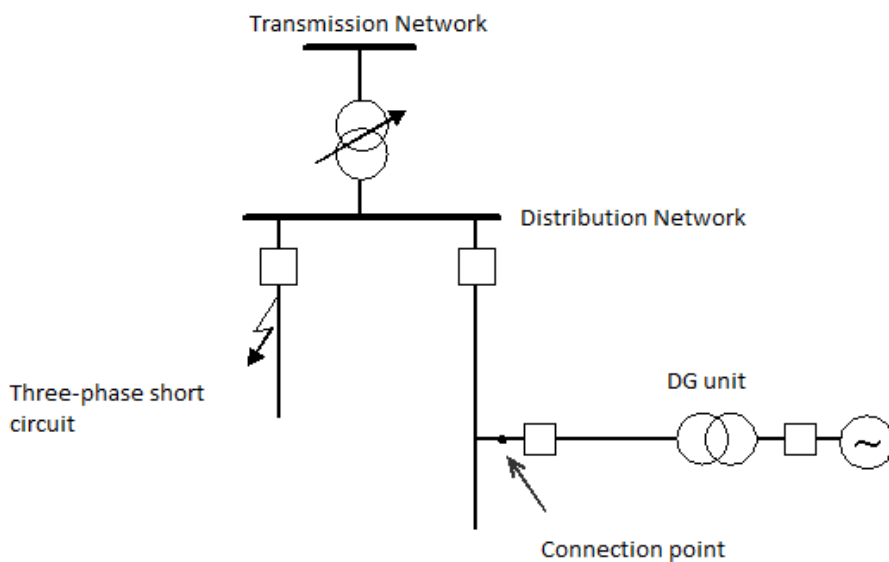 Transmission Network
Distribution Network
DG unit
Three-phase short
circuit
~
Connection point